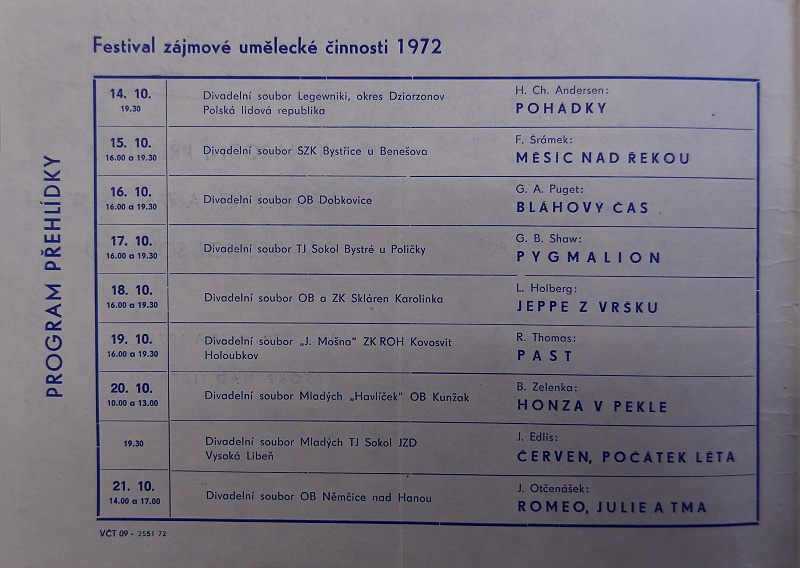 Festival zájmové umělecké činnosti 1972
PROGRAM PŘEHLÍDKY
14. 10.
19.30
Divadelní soubor Legewniki, okres Dziorzonov
Polská lidová republika
H. Ch. Andersen:
POHÁDKY
15. 10.
16.00 a 19.30
Divadelní soubor SZK Bystřice u Benešova
F. Šrámek:
MĚSÍC NAD ŘEKOU
16. 10.
16.00 a 19.30
Divadelní soubor OB Dobkovice
G. A. Puget:
BLÁHOVÝ ČAS
17. 10.
16.00 a 19.30
Divadelní soubor TJ Sokol Bystré u Poličky
G. B. Shaw:
PYGMALION
18. 10.
16.00 a 19.30
Divadelní soubor OB a ZK Skláren Karolinka
L. Holberg:
JEPPE Z VRŠKU
19. 10.
16.00 a 19.30
Divadelní soubor „J. Mošna" ZK ROH Kovosvit
Holoubkov
R. Thomas:
PAST
20. 10.
10.00 a 13.00
Divadelní soubor Mladých „Havlíček" OB Kunžak
B. Zelenka:
HONZA V PEKLE
19.30
Divadelní soubor Mladých TJ Sokol JZD
Vysoká Libeň
J. Edlis:
ČERVEN, POČÁTEK LÉTA
21. 10.
14.00 a 17.00
Divadelní soubor OB Němčice nad Hanou
J. Otčenášek:
ROMEO, JULIE A TMA
VČT 09 - 2551 72